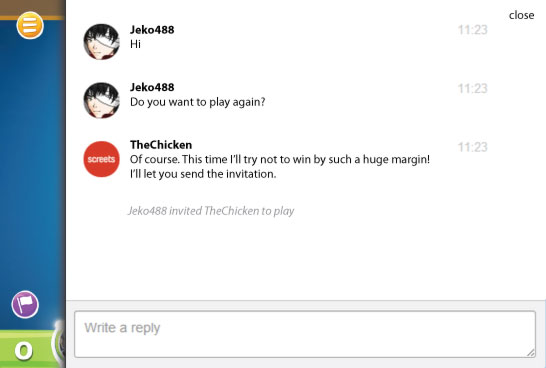 close
Jeko488
11:23
Hi
Jeko488
11:23
Do you want to play again?
TheChicken
11:23
screets
Of course. This time I'll try not to win by such a huge margin!
I'll let you send the invitation.
Jeko488 invited TheChicken to play
Write a reply
0